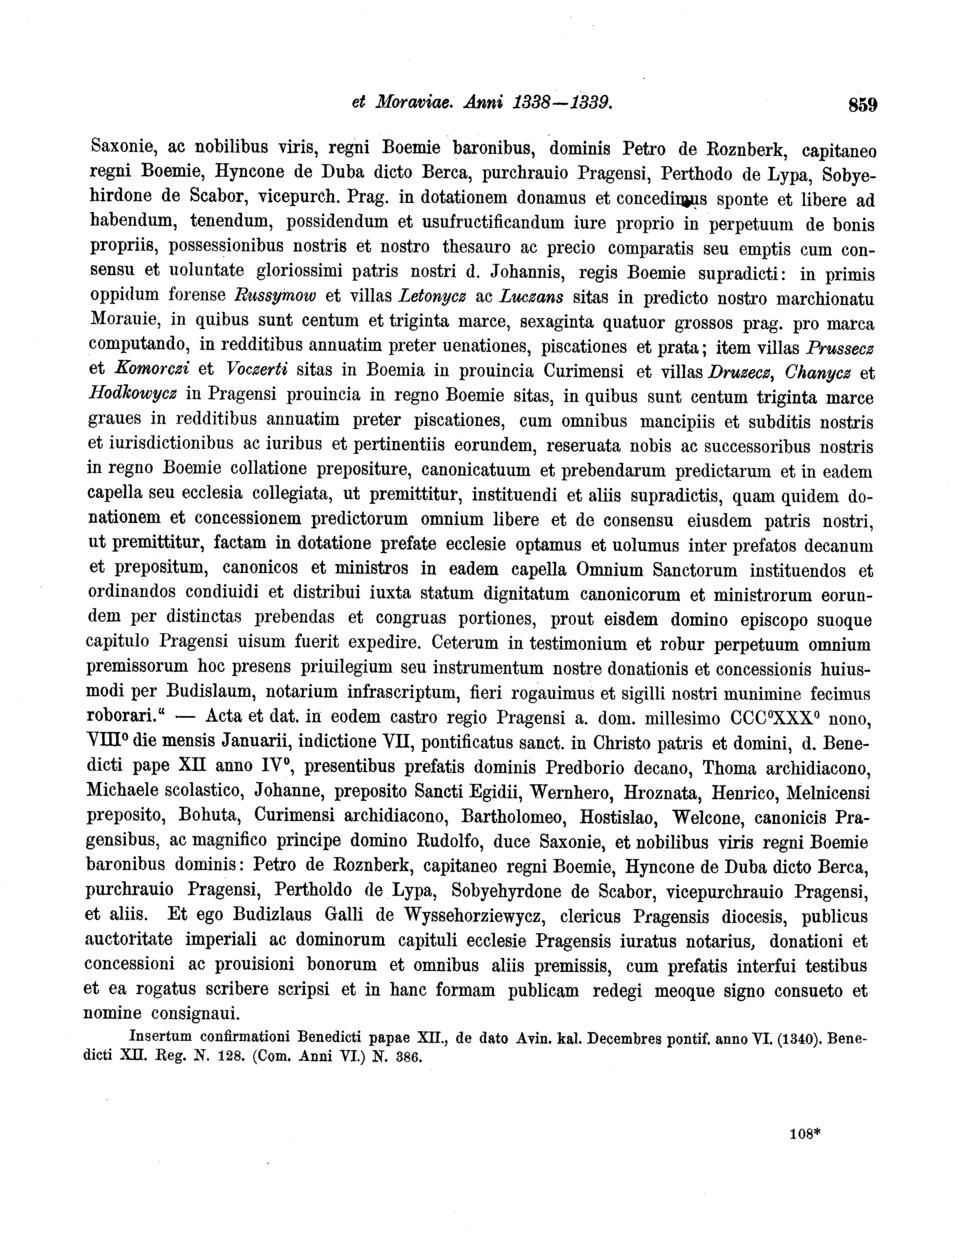 et Moraviae. Anni 1338—1339.
859
Saxonie, ac nobilibus viris, regni Boemie baronibus, dominis Petro de Roznberk, capitaneo
regni Boemie, Hyncone de Duba dicto Berca, purchrauio Pragensi, Perthodo de Lypa, Sobye-
hirdone de Scabor, vicepurch. Prag. in dotationem donamus et concedimus sponte et libere ad
habendum, tenendum, possidendum et usufructificandum iure proprio in perpetuum de bonis
propriis, possessionibus nostris et nostro thesauro ac precio comparatis seu emptis cum con-
sensu et uoluntate gloriossimi patris nostri d. Johannis, regis Boemie supradicti: in primis
oppidum forense Russymow et villas Letonycz ac Luczans sitas in predicto nostro marchionatu
Morauie, in quibus sunt centum et triginta marce, sexaginta quatuor grossos prag. pro marca
computando, in redditibus annuatim preter uenationes, piscationes et prata; item villas Prussecz
et Komorczi et Voczerti sitas in Boemia in prouincia Curimensi et villas Druzecz, Chanycz et
Hodkowycz in Pragensi prouincia in regno Boemie sitas, in quibus sunt centum triginta marce
graues in redditibus annuatim preter piscationes, cum omnibus mancipiis et subditis nostris
et iurisdictionibus ac iuribus et pertinentiis eorundem, reseruata nobis ac successoribus nostris
in regno Boemie collatione prepositure, canonicatuum et prebendarum predictarum et in eadem
capella seu ecclesia collegiata, ut premittitur, instituendi et aliis supradictis, quam quidem do-
nationem et concessionem predictorum omnium libere et de consensu eiusdem patris nostri,
ut premittitur, factam in dotatione prefate ecclesie optamus et uolumus inter prefatos decanum
et prepositum, canonicos et ministros in eadem capella Omnium Sanctorum instituendos et
ordinandos condiuidi et distribui iuxta statum dignitatum canonicorum et ministrorum eorun-
dem per distinctas prebendas et congruas portiones, prout eisdem domino episcopo suoque
capitulo Pragensi uisum fuerit expedire. Ceterum in testimonium et robur perpetuum omnium
premissorum hoc presens priuilegium seu instrumentum nostre donationis et concessionis huius-
modi per Budislaum, notarium infrascriptum, fieri rogauimus et sigilli nostri munimine fecimus
roborari.“ — Acta et dat. in eodem castro regio Pragensi a. dom. millesimo CCC⁰XXX⁰ nono,
VIII⁰ die mensis Januarii, indictione VII, pontificatus sanct. in Christo patris et domini, d. Bene-
dicti pape XII anno IV⁰, presentibus prefatis dominis Predborio decano, Thoma archidiacono,
Michaele scolastico, Johanne, preposito Sancti Egidii, Wernhero, Hroznata, Henrico, Melnicensi
preposito, Bohuta, Curimensi archidiacono, Bartholomeo, Hostislao, Welcone, canonicis Pra-
gensibus, ac magnifico principe domino Rudolfo, duce Saxonie, et nobilibus viris regni Boemie
baronibus dominis: Petro de Roznberk, capitaneo regni Boemie, Hyncone de Duba dicto Berca,
purchrauio Pragensi, Pertholdo de Lypa, Sobyehyrdone de Scabor, vicepurchrauio Pragensi,
et aliis. Et ego Budizlaus Galli de Wyssehorziewycz, clericus Pragensis diocesis, publicus
auctoritate imperiali ac dominorum capituli ecclesie Pragensis iuratus notarius, donationi et
concessioni ac prouisioni bonorum et omnibus aliis premissis, cum prefatis interfui testibus
et ea rogatus scribere scripsi et in hanc formam publicam redegi meoque signo consueto et
nomine consignaui.
Insertum confirmationi Benedicti papae XII., de dato Avin. kal. Decembres pontif. anno VI. (1340). Bene-
dicti XII. Reg. N. 128. (Com. Anni VI.) N. 386.
108*